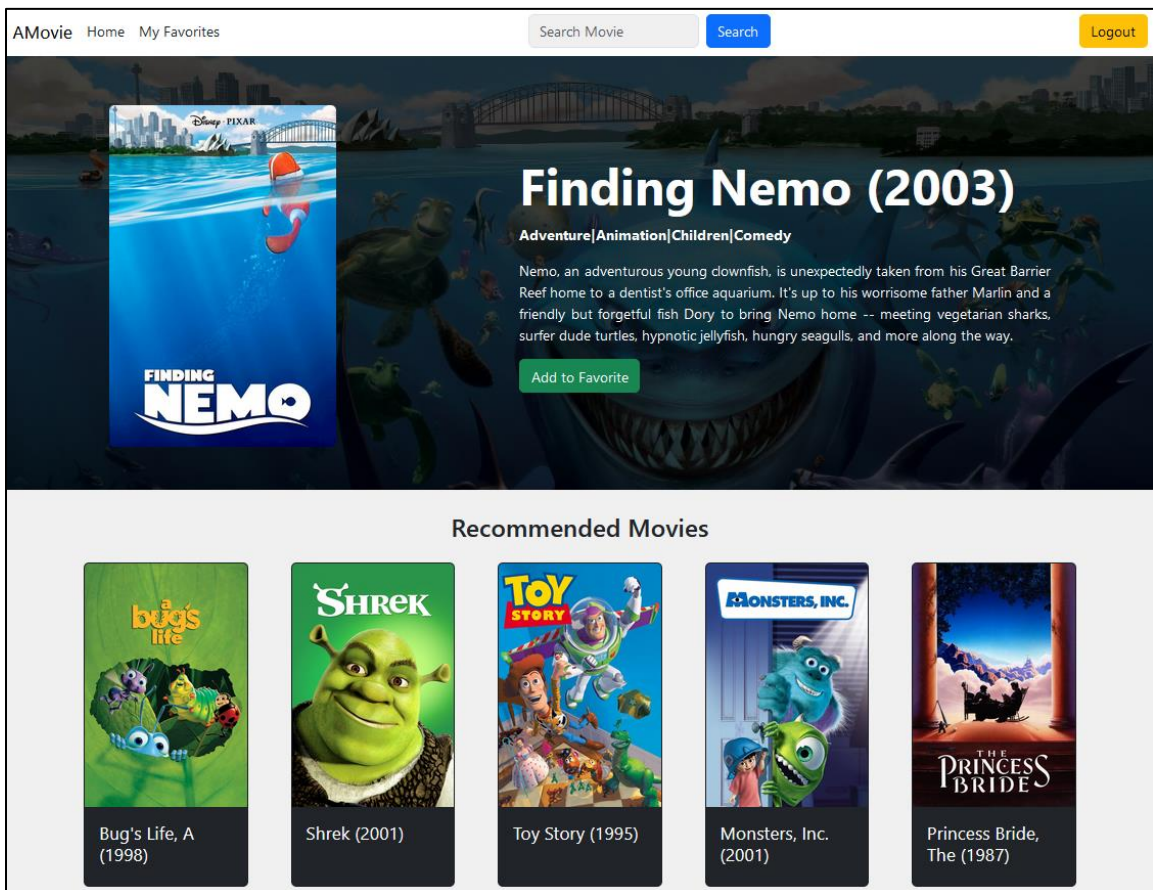 AMovie Home My Favorites Search Movie Search Logout
Disney · PIXAR
FINDING
NEMO
Finding Nemo (2003)
Adventure|Animation|Children|Comedy
Nemo, an adventurous young clownfish, is unexpectedly taken from his Great Barrier
Reef home to a dentist's office aquarium. It's up to his worrisome father Marlin and a
friendly but forgetful fish Dory to bring Nemo home -- meeting vegetarian sharks,
surfer dude turtles, hypnotic jellyfish, hungry seagulls, and more along the way.
Add to Favorite
Recommended Movies
a
bug's
life
SHREK
TOY
STORY
MONSTERS, INC.
THE
PRINCESS
BRIDE
Bug's Life, A
(1998)
Shrek (2001)
Toy Story (1995)
Monsters, Inc.
(2001)
Princess Bride,
The (1987)